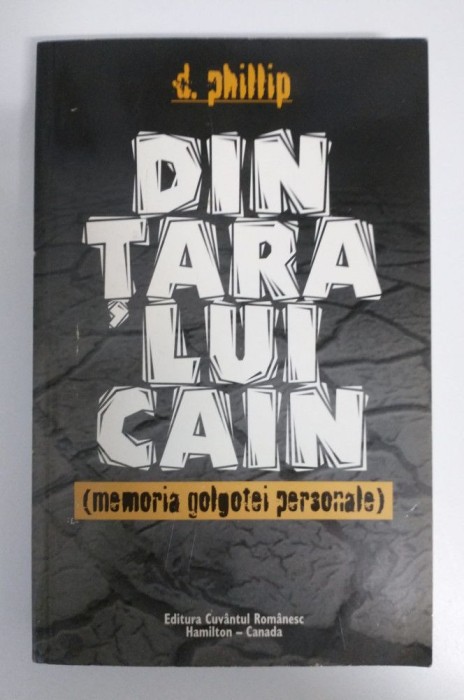 d. phillip
DIN
ȚARA
LUI
CAIN
(memoria golgotei personale)
Editura Cuvântul Românesc
Hamilton – Canada